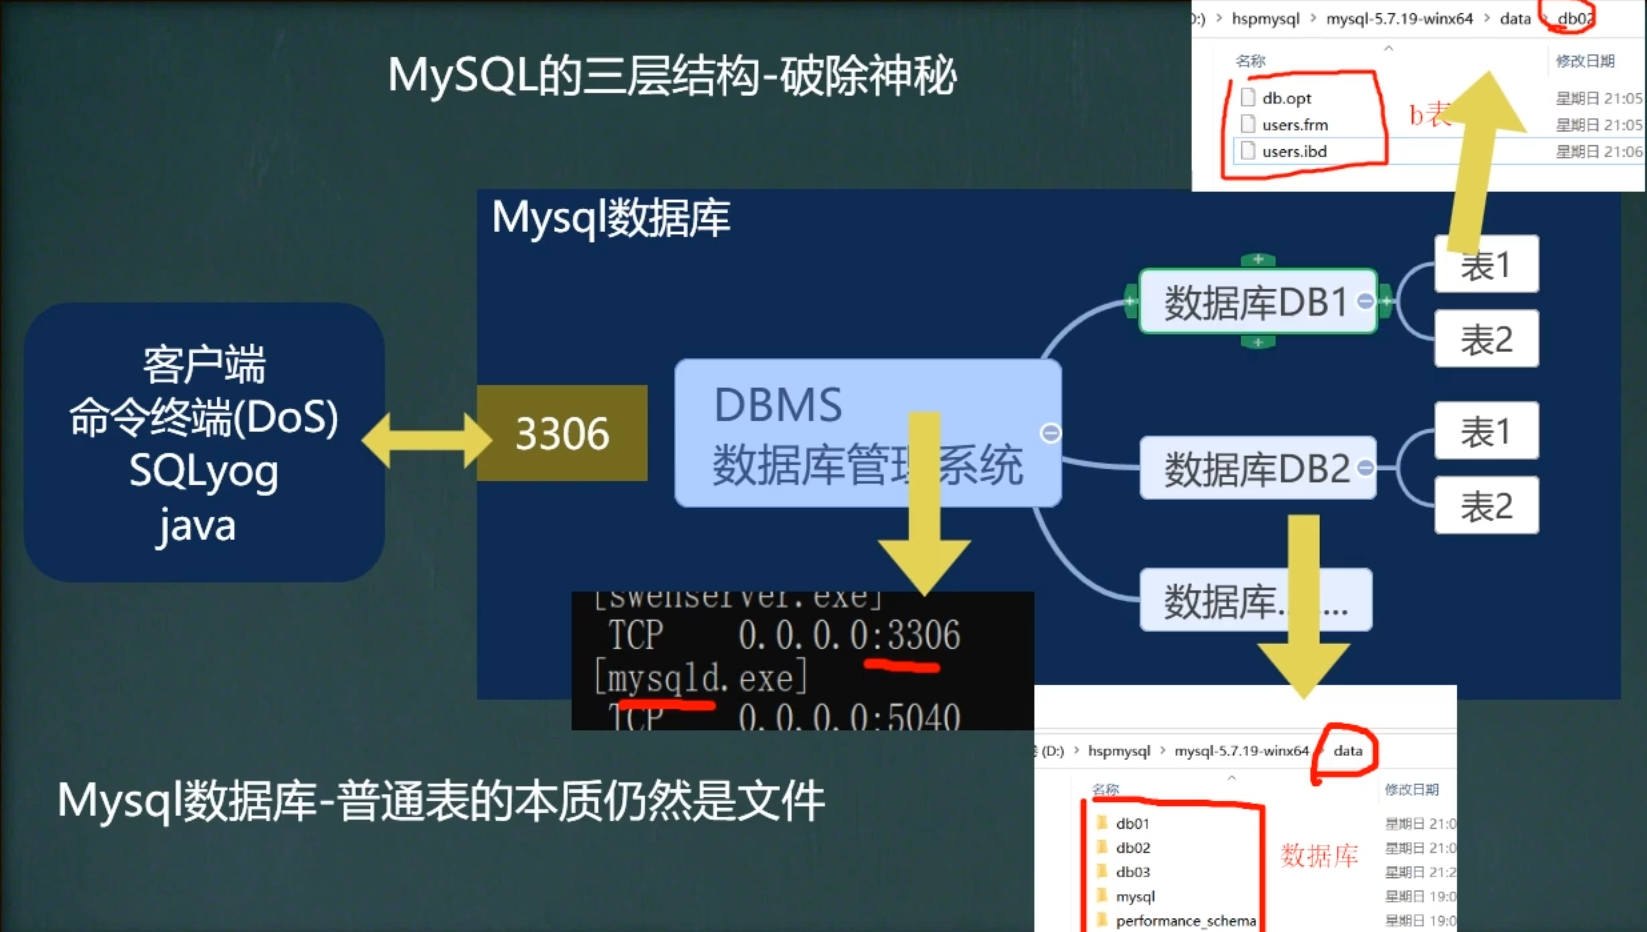 MySQL的三层结构-破除神秘
D:) > hspmysql > mysql-5.7.19-winx64 > data > db02
名称 修改日期
db.opt 星期日 21:05
users.frm 星期日 21:05
users.ibd 星期日 21:06
b表
Mysql数据库
客户端
命令终端(DoS)
SQLyog
java
3306
DBMS
数据库管理系统
数据库DB1
表1
表2
数据库DB2
表1
表2
数据库......
[swenserver.exe]
TCP 0.0.0.0:3306
[mysqld.exe]
TCP 0.0.0.0:5040
(D:) > hspmysql > mysql-5.7.19-winx64 > data
名称 修改日期
db01 星期日 21:0
db02 星期日 21:0
db03 星期日 21:2
mysql 星期日 19:0
performance_schema 星期日 19:0
数据库
Mysql数据库-普通表的本质仍然是文件